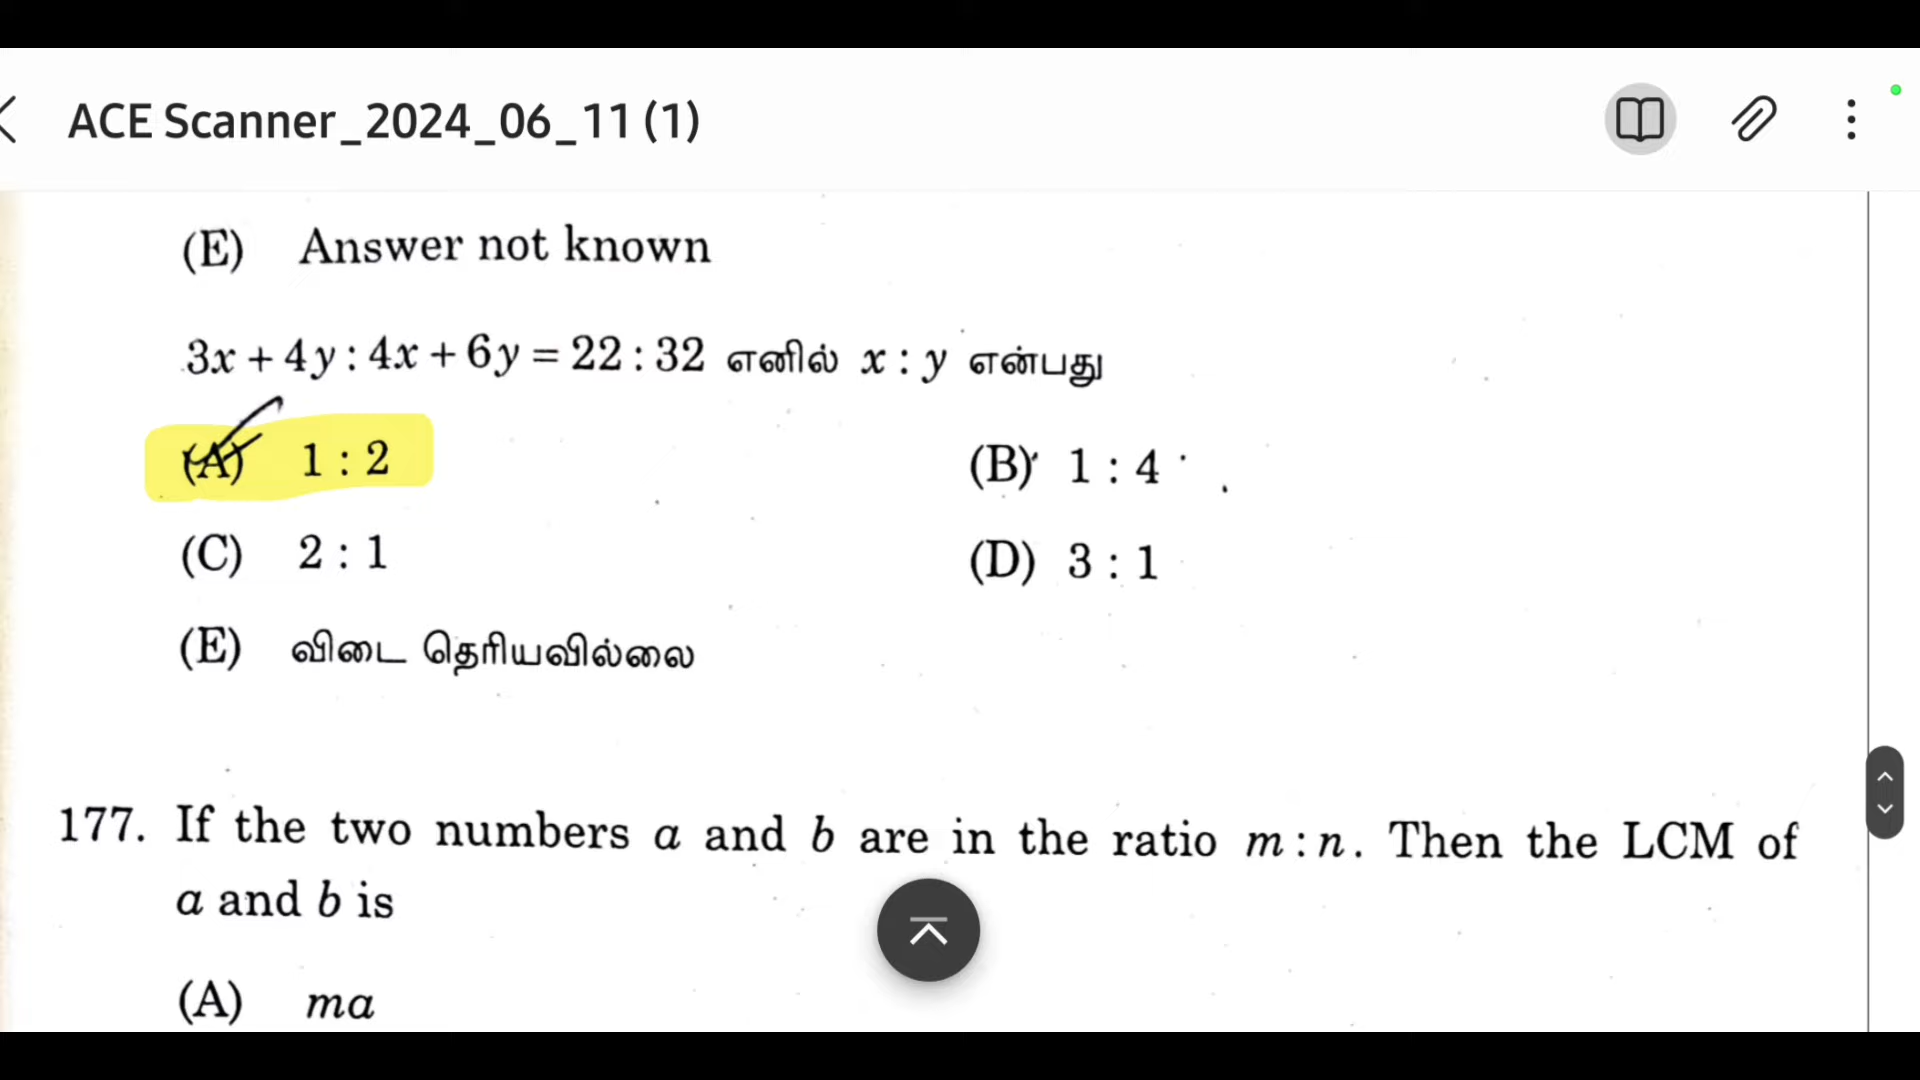 ACE Scanner_2024_06_11 (1)
(E) Answer not known
3x + 4y : 4x + 6y = 22 : 32 எனில் x : y என்பது
(A) 1 : 2
(B) 1 : 4
(C) 2 : 1
(D) 3 : 1
(E) விடை தெரியவில்லை
177. If the two numbers a and b are in the ratio m : n. Then the LCM of
a and b is
(A) ma